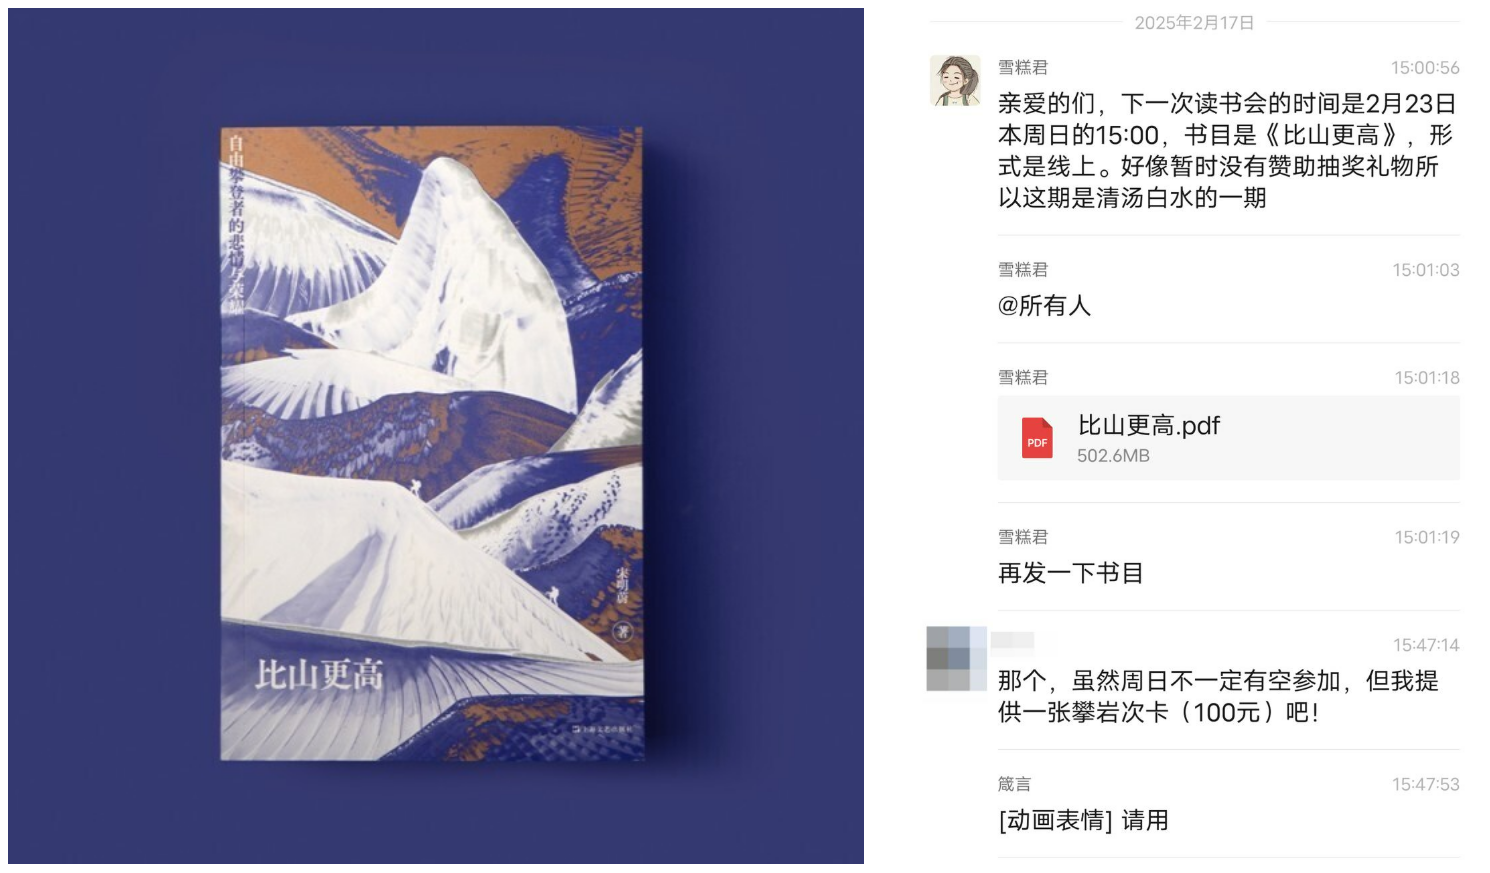 自由攀登者的悲情与荣耀
宋明蔚
著
比山更高
上海文艺出版社
2025年2月17日
雪糕君
15:00:56
亲爱的们，下一次读书会的时间是2月23日
本周日的15:00，书目是《比山更高》，形
式是线上。好像暂时没有赞助抽奖礼物所
以这期是清汤白水的一期
雪糕君
15:01:03
@所有人
雪糕君
15:01:18
PDF
比山更高.pdf
502.6MB
雪糕君
15:01:19
再发一下书目
15:47:14
那个，虽然周日不一定有空参加，但我提
供一张攀岩次卡（100元）吧！
箴言
15:47:53
[动画表情] 请用